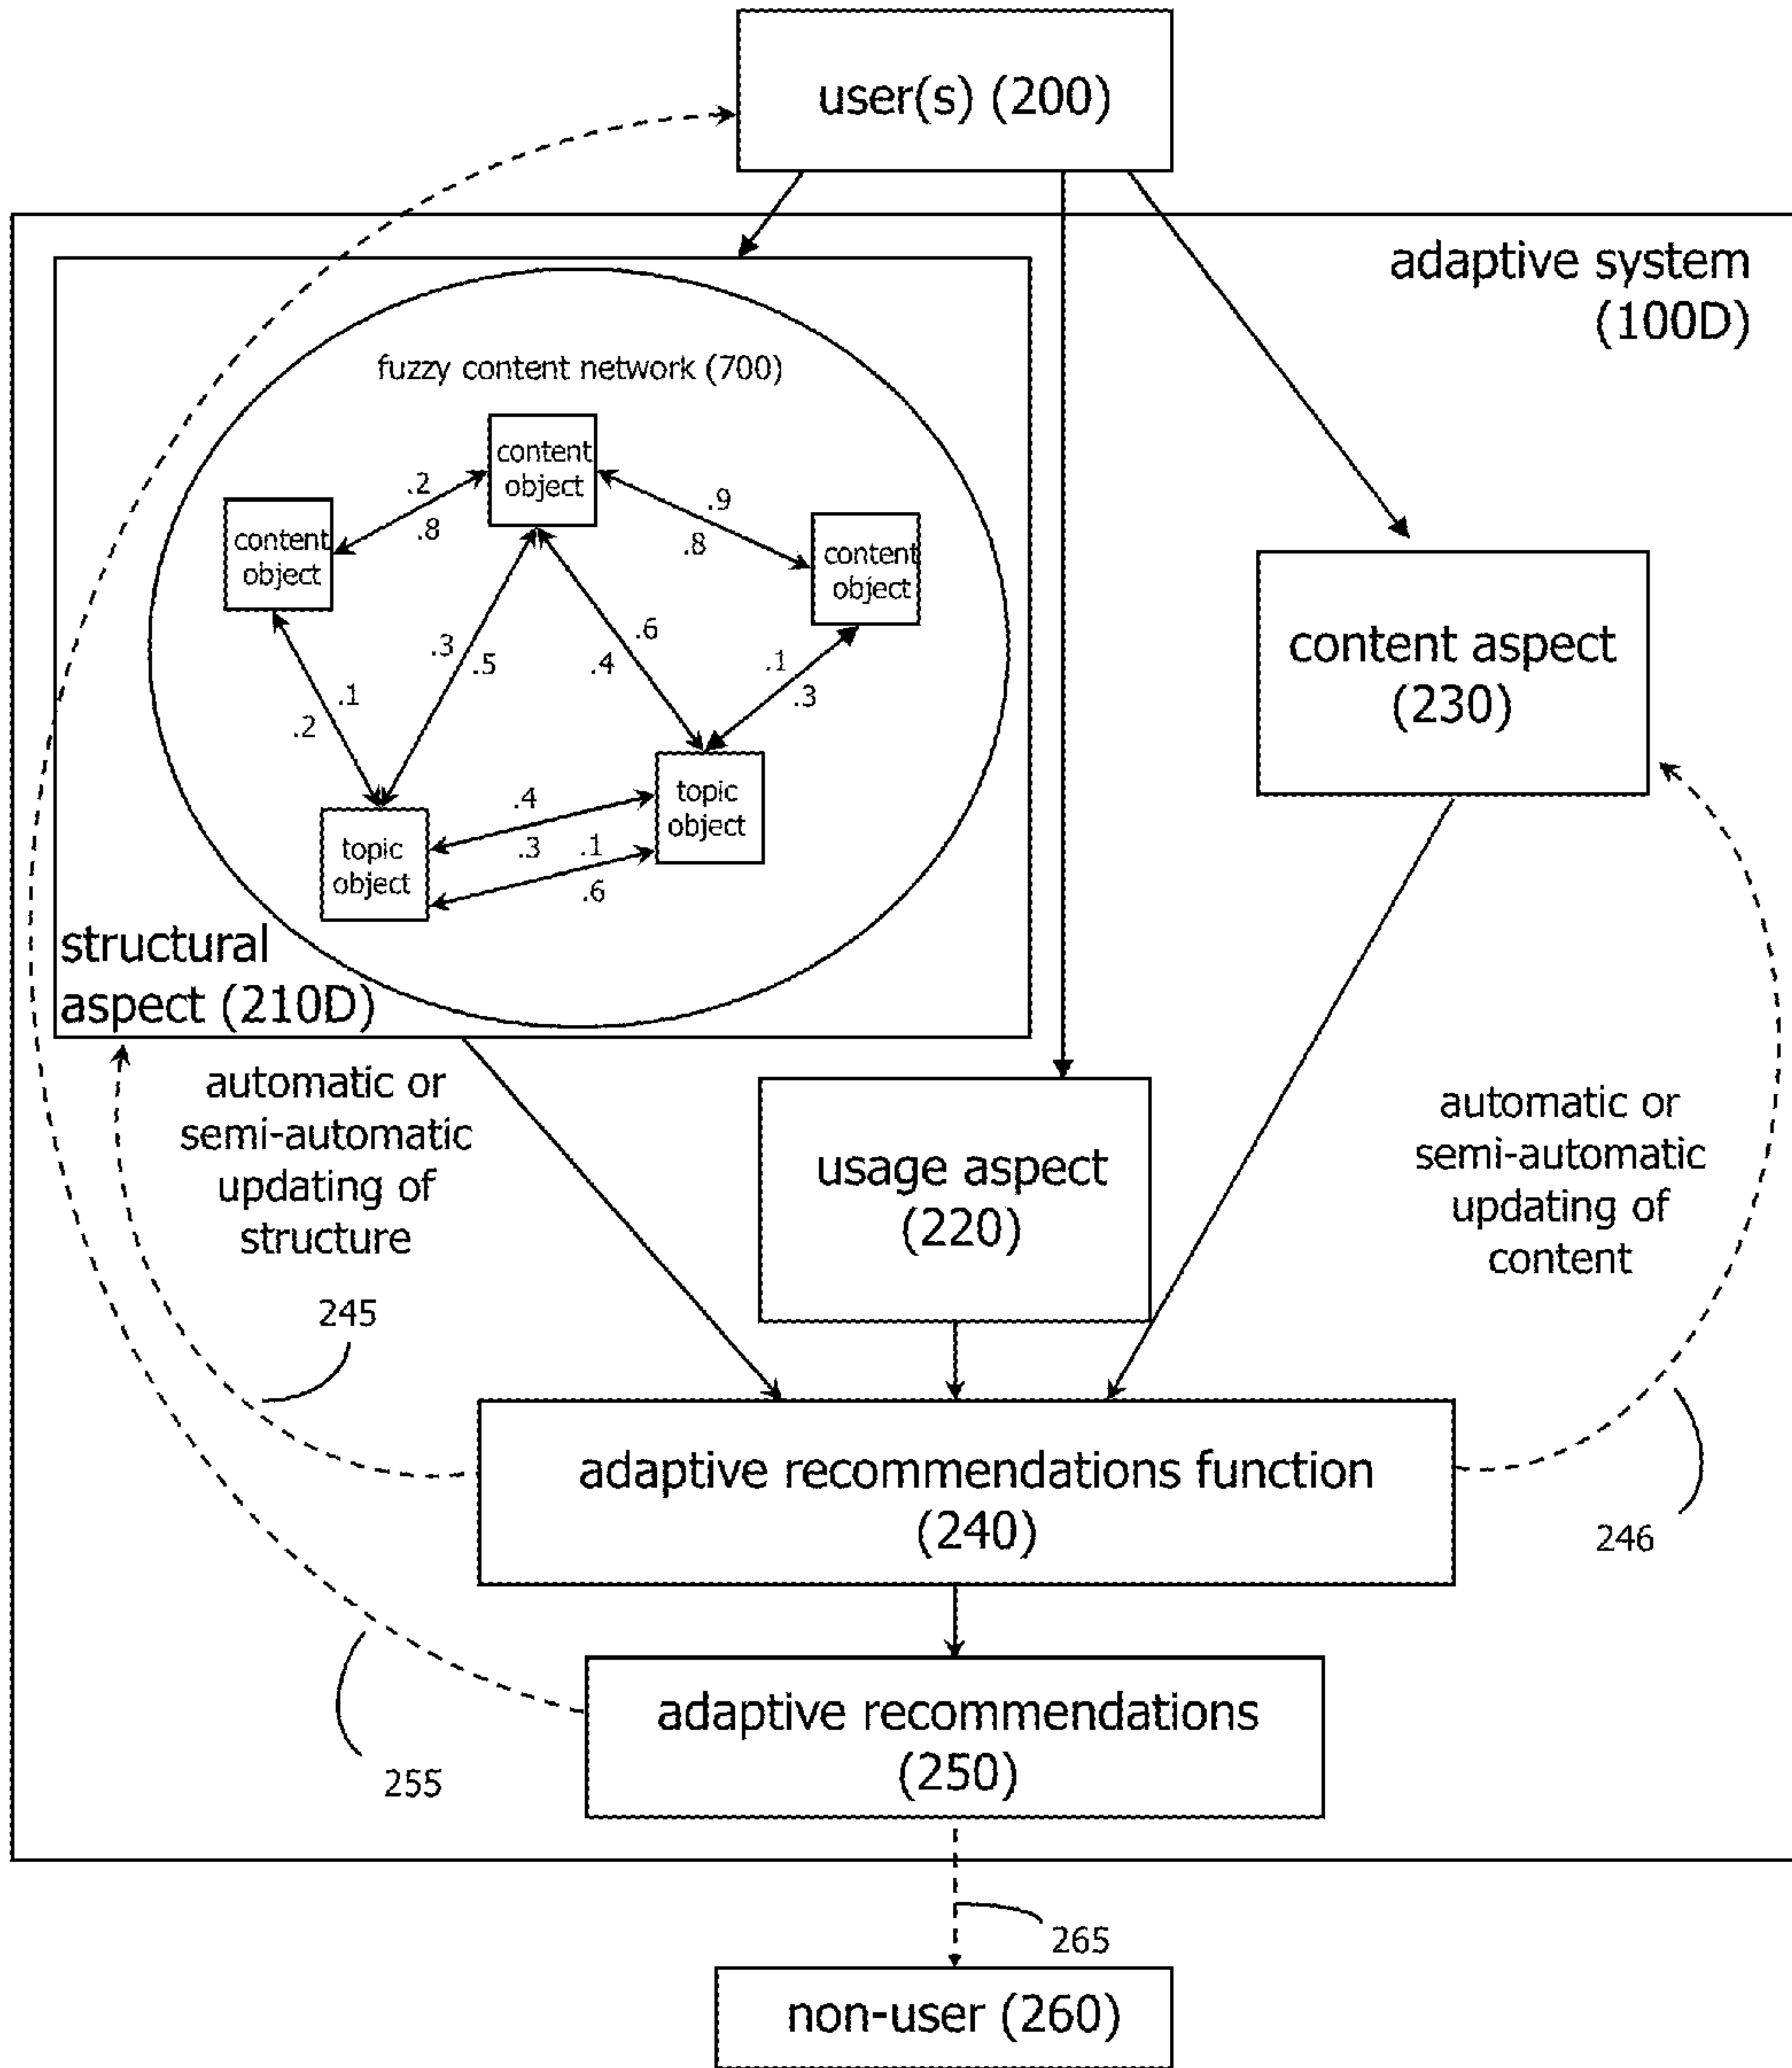 user(s) (200)
adaptive system
(100D)
fuzzy content network (700)
content
object
.2
.8
.9
.8
content
object
content
object
.3
.5
.6
.4
.1
.3
.1
.2
topic
object
.4
.3
.1
.6
topic
object
structural
aspect (210D)
content aspect
(230)
automatic or
semi-automatic
updating of
structure
usage aspect
(220)
automatic or
semi-automatic
updating of
content
245
adaptive recommendations function
(240)
246
adaptive recommendations
(250)
255
265
non-user (260)